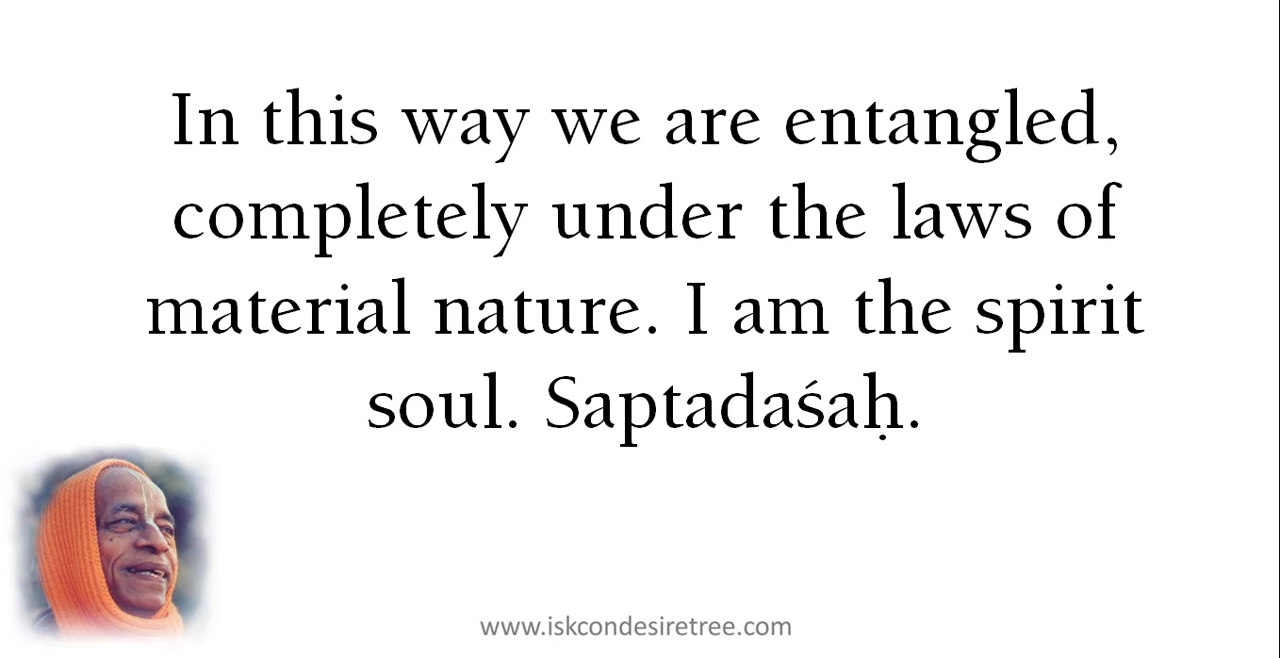 In this way we are entangled,
completely under the laws of
material nature. I am the spirit
soul. Saptadaśaḥ.
www.iskcondesiretree.com